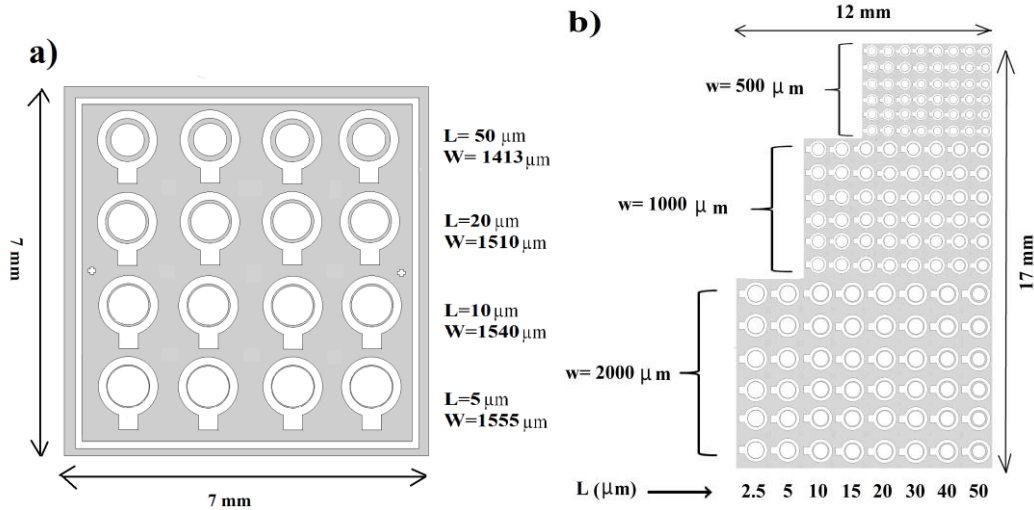 a)
7 mm
7 mm
L= 50 μm
W= 1413 μm
L=20 μm
W=1510 μm
L=10 μm
W=1540 μm
L=5 μm
W=1555 μm
b)
12 mm
17 mm
w= 500 μ m
w= 1000 μ m
w= 2000 μ m
L (μm)
2.5 5 10 15 20 30 40 50